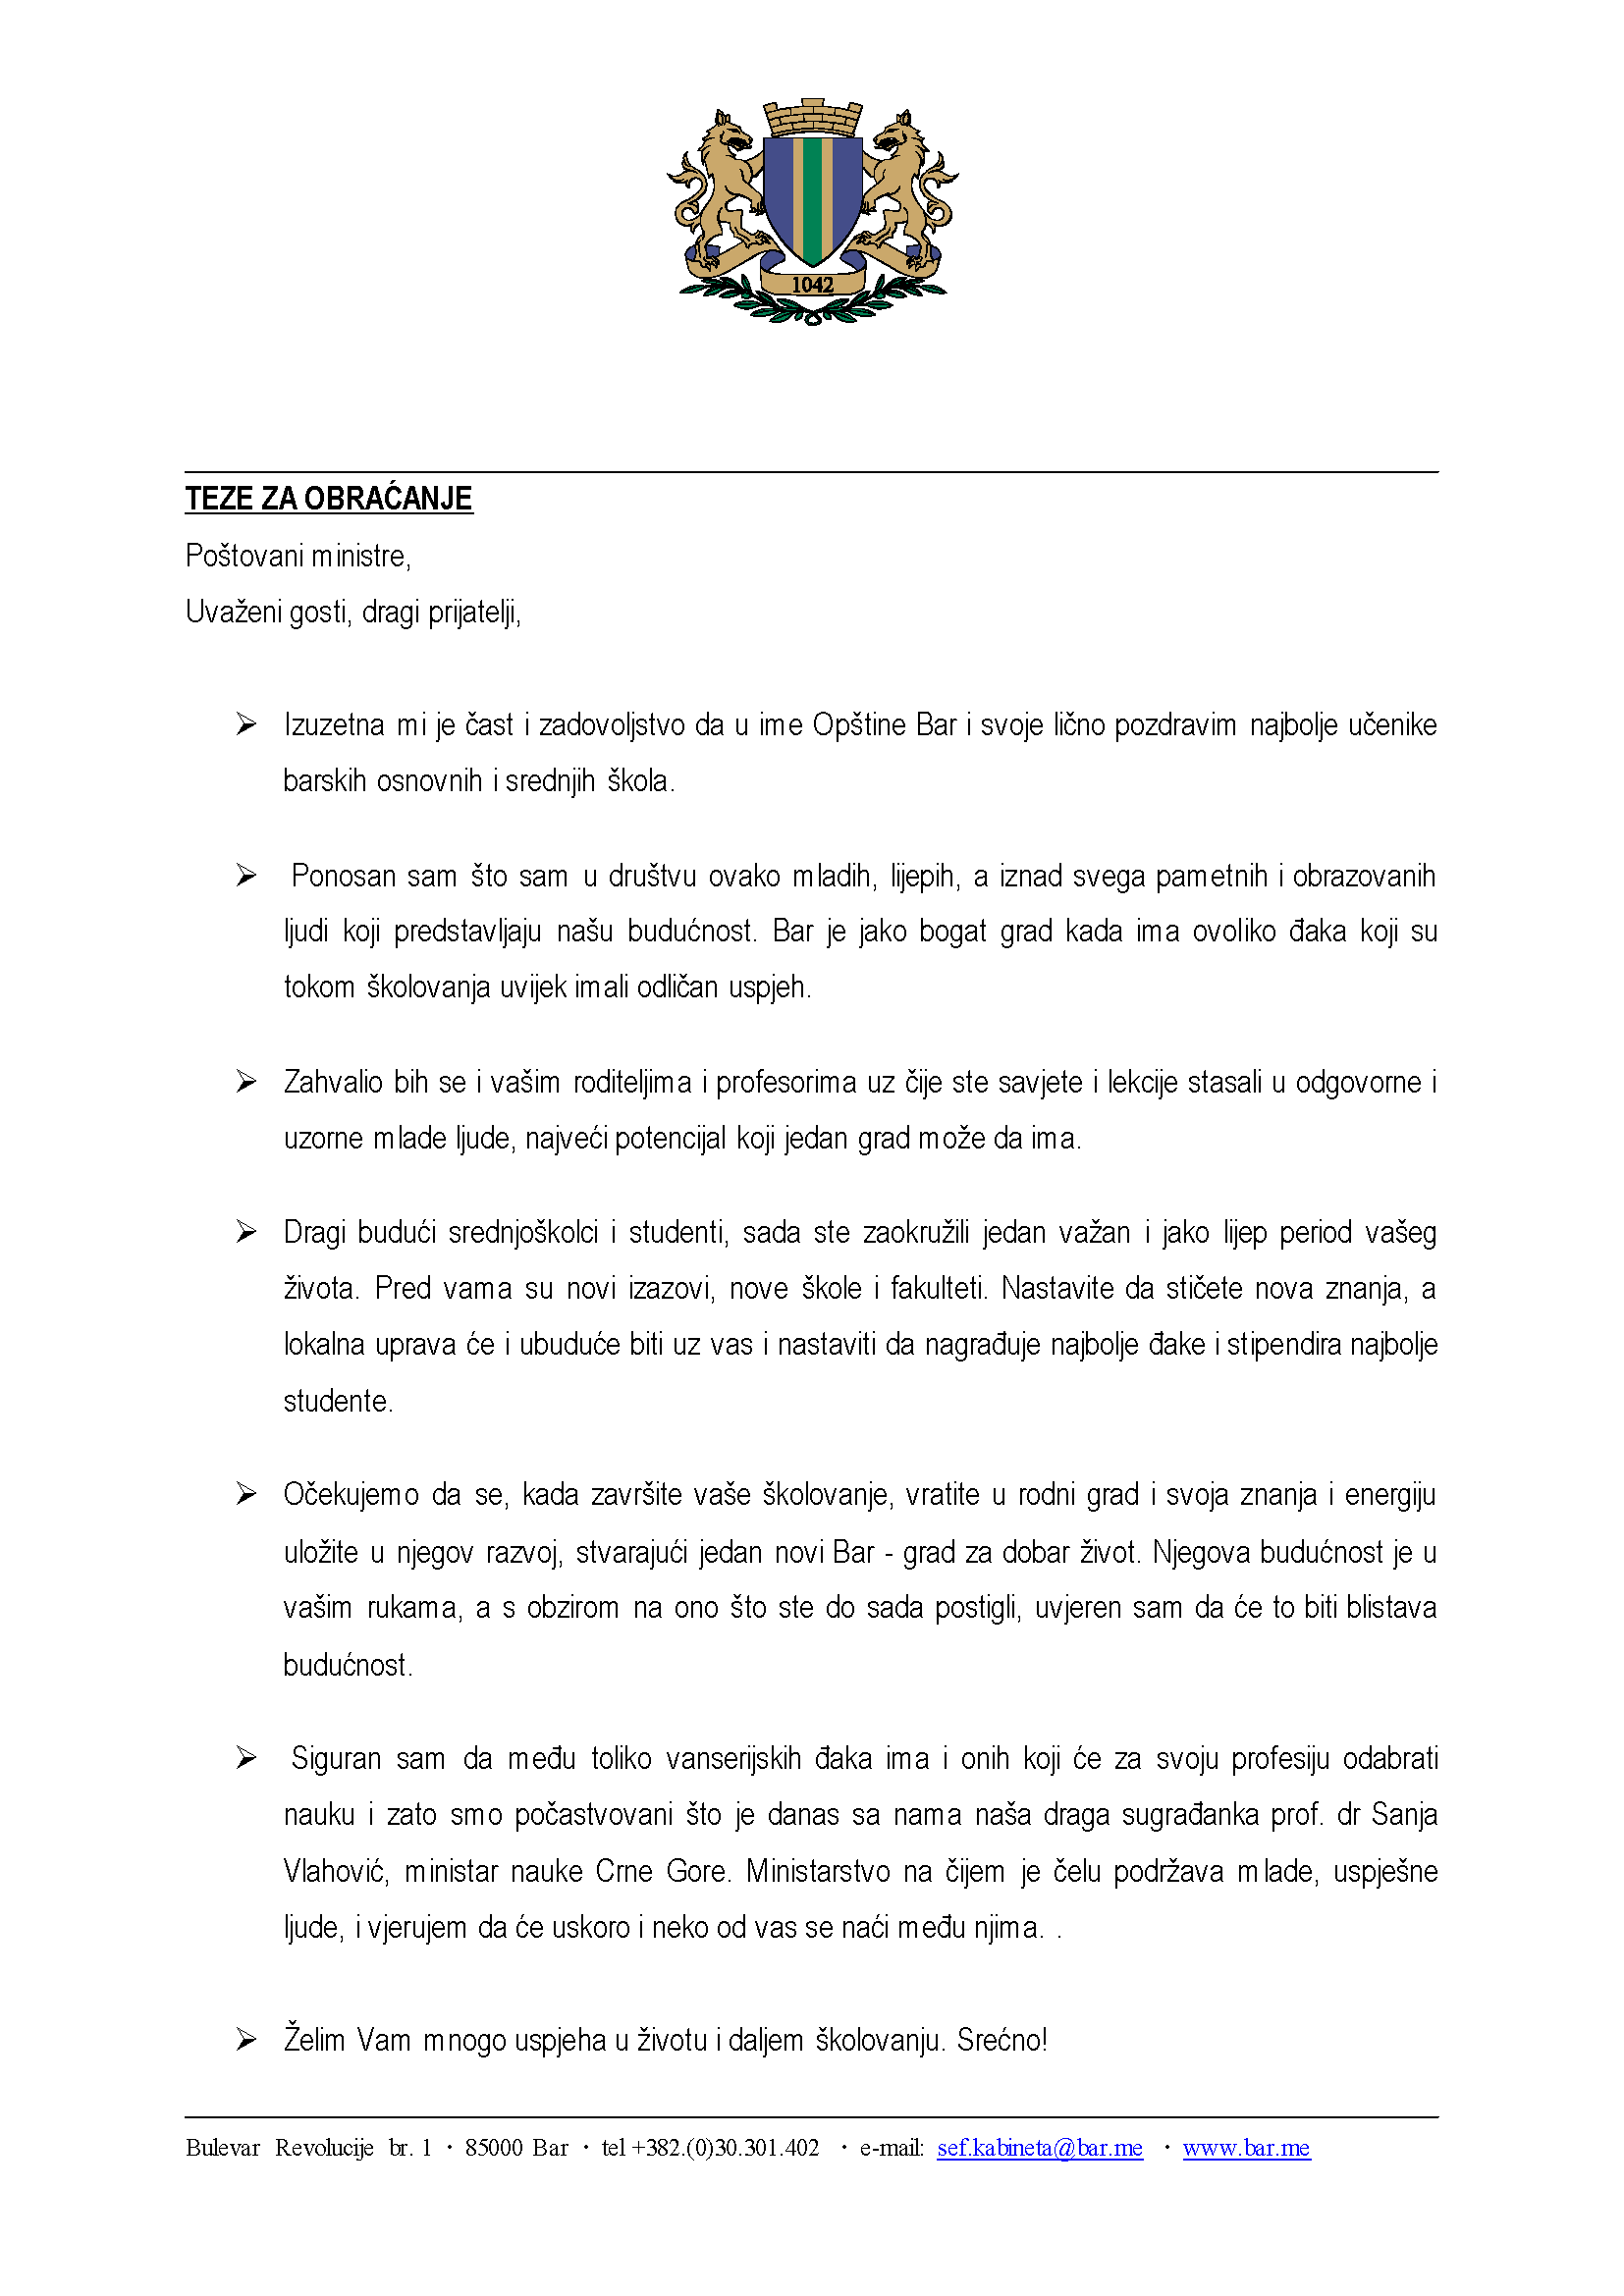 1042
TEZE ZA OBRAĆANJE
Poštovani ministre,
Uvaženi gosti, dragi prijatelji,
➢ Izuzetna mi je čast i zadovoljstvo da u ime Opštine Bar i svoje lično pozdravim najbolje učenike
barskih osnovnih i srednjih škola.
➢ Ponosan sam što sam u društvu ovako mladih, lijepih, a iznad svega pametnih i obrazovanih
ljudi koji predstavljaju našu budućnost. Bar je jako bogat grad kada ima ovoliko đaka koji su
tokom školovanja uvijek imali odličan uspjeh.
➢ Zahvalio bih se i vašim roditeljima i profesorima uz čije ste savjete i lekcije stasali u odgovorne i
uzorne mlade ljude, najveći potencijal koji jedan grad može da ima.
➢ Dragi budući srednjoškolci i studenti, sada ste zaokružili jedan važan i jako lijep period vašeg
života. Pred vama su novi izazovi, nove škole i fakulteti. Nastavite da stičete nova znanja, a
lokalna uprava će i ubuduće biti uz vas i nastaviti da nagrađuje najbolje đake i stipendira najbolje
studente.
➢ Očekujemo da se, kada završite vaše školovanje, vratite u rodni grad i svoja znanja i energiju
uložite u njegov razvoj, stvarajući jedan novi Bar - grad za dobar život. Njegova budućnost je u
vašim rukama, a s obzirom na ono što ste do sada postigli, uvjeren sam da će to biti blistava
budućnost.
➢ Siguran sam da među toliko vanserijskih đaka ima i onih koji će za svoju profesiju odabrati
nauku i zato smo počastvovani što je danas sa nama naša draga sugrađanka prof. dr Sanja
Vlahović, ministar nauke Crne Gore. Ministarstvo na čijem je čelu podržava mlade, uspješne
ljude, i vjerujem da će uskoro i neko od vas se naći među njima. .
➢ Želim Vam mnogo uspjeha u životu i daljem školovanju. Srećno!
Bulevar Revolucije br. 1 · 85000 Bar · tel +382.(0)30.301.402 · e-mail: sef.kabineta@bar.me · www.bar.me